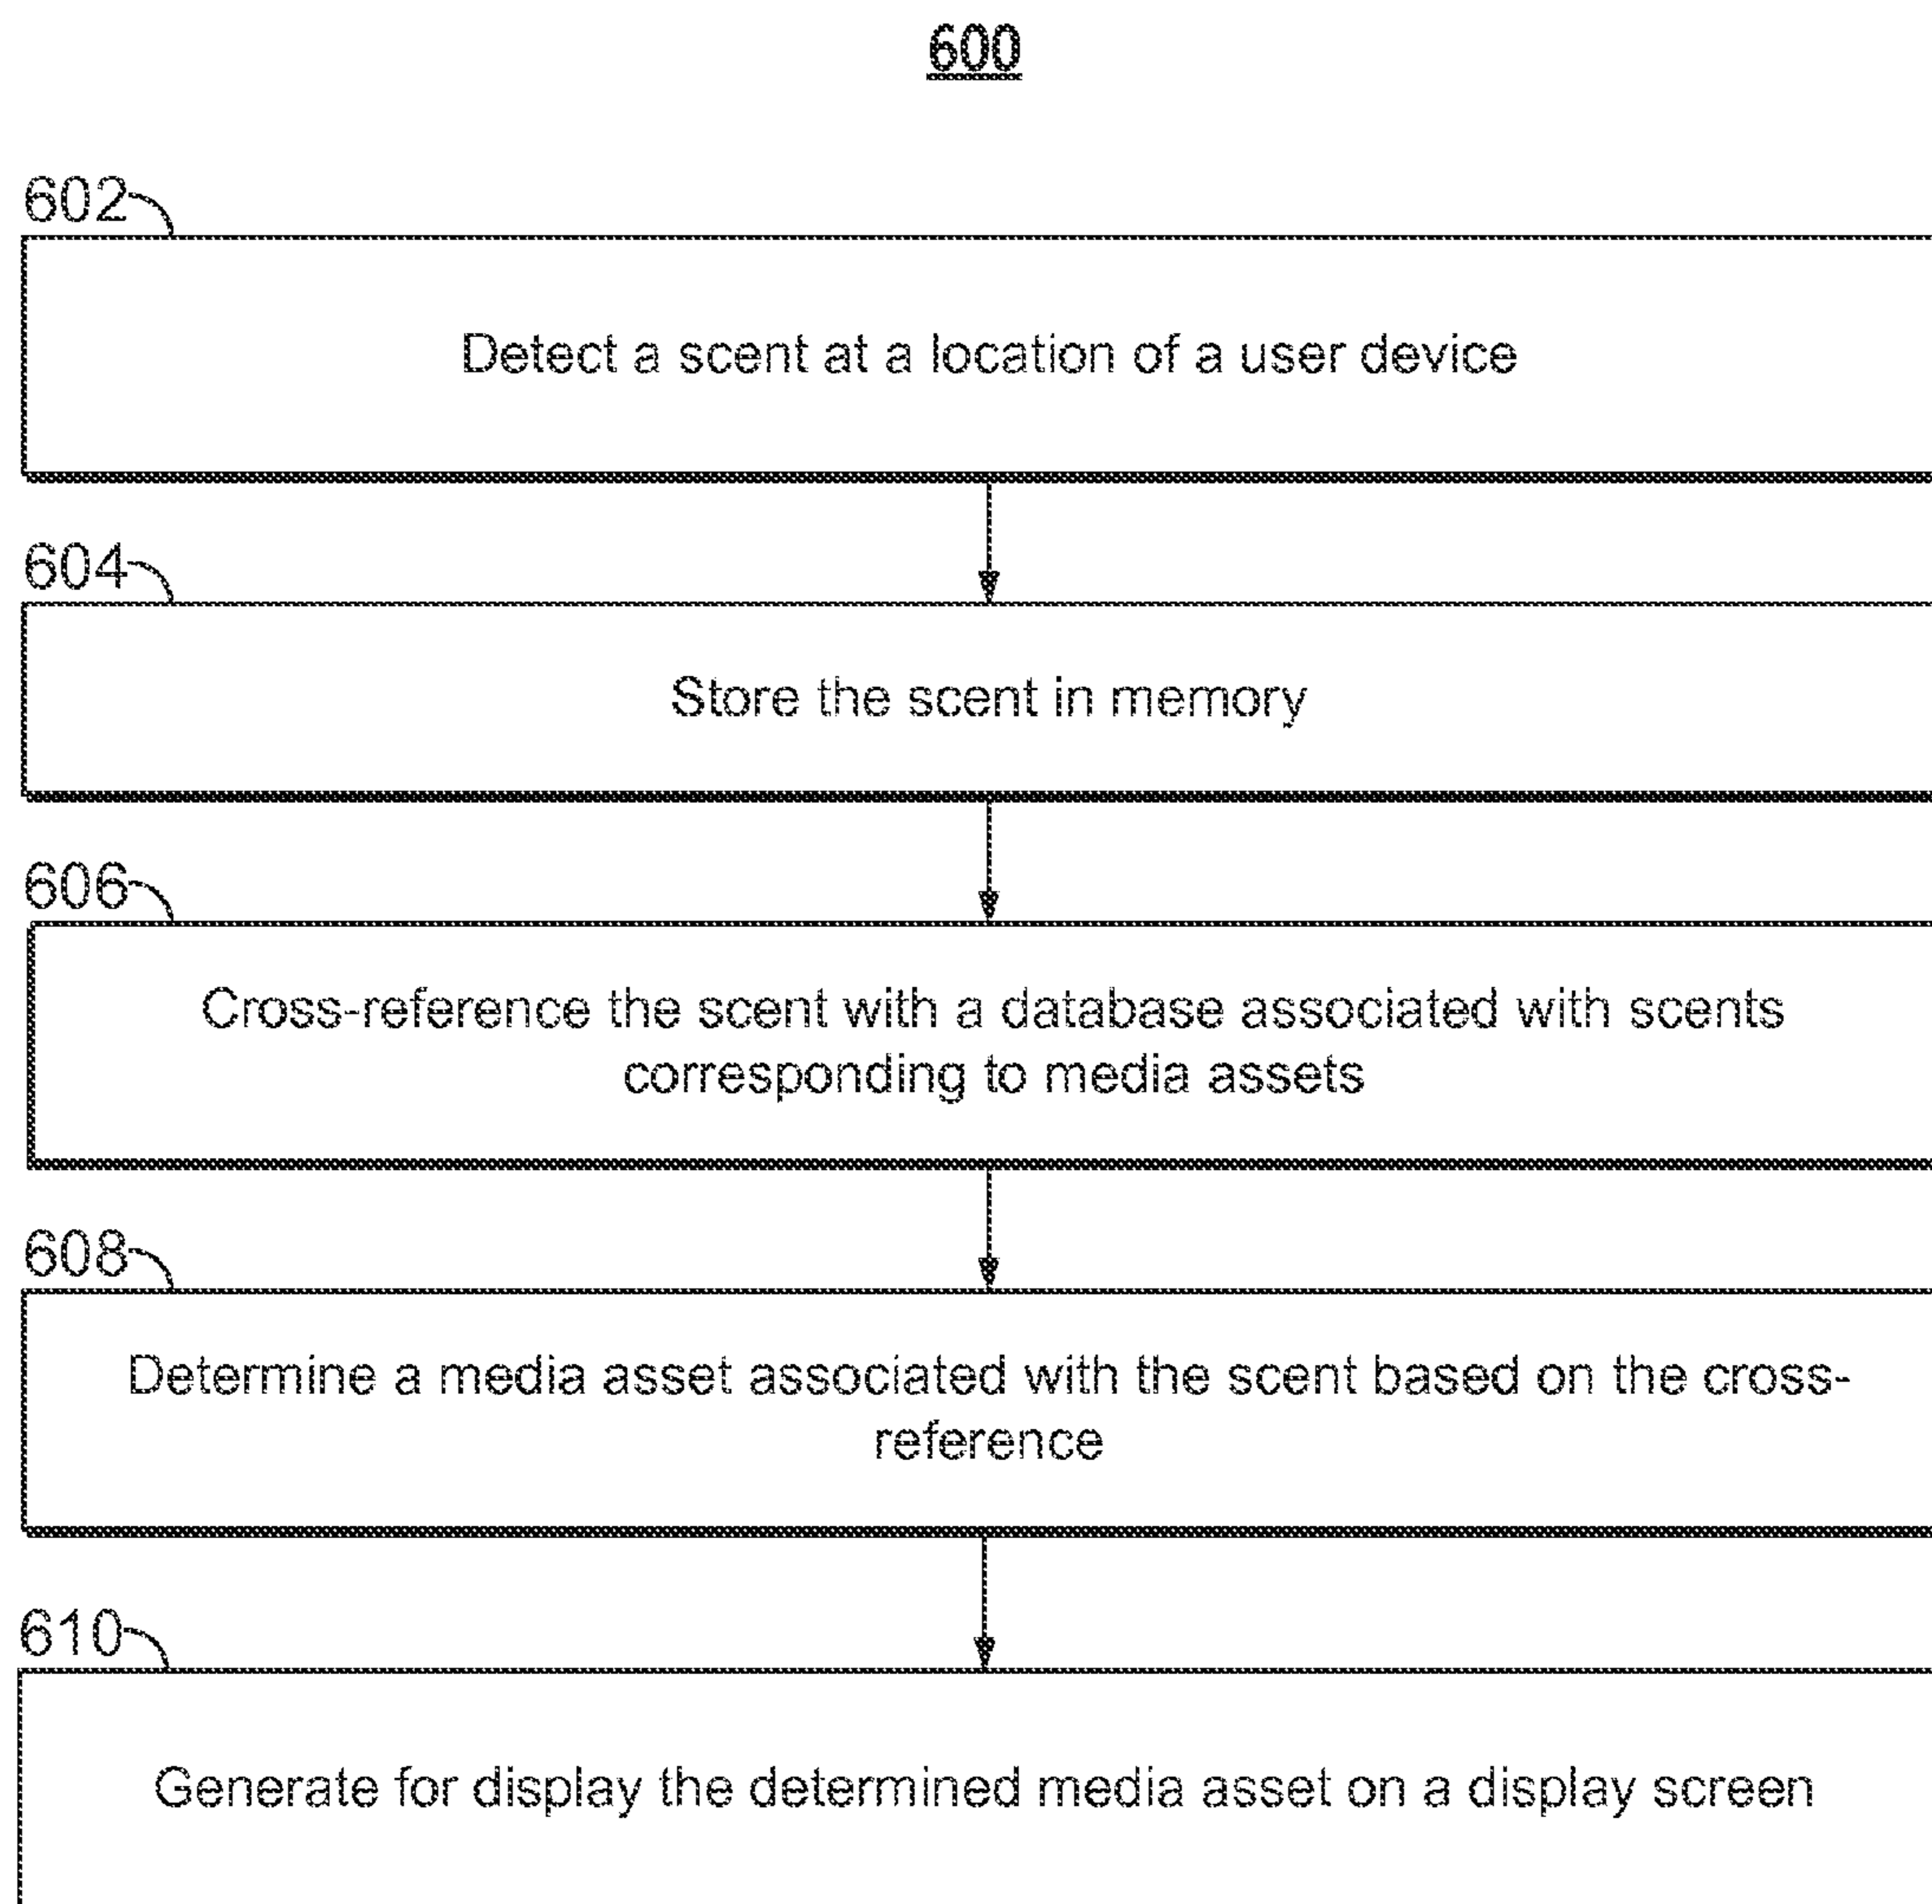 600
602
Detect a scent at a location of a user device
604
Store the scent in memory
606
Cross-reference the scent with a database associated with scents
corresponding to media assets
608
Determine a media asset associated with the scent based on the cross-
reference
610
Generate for display the determined media asset on a display screen